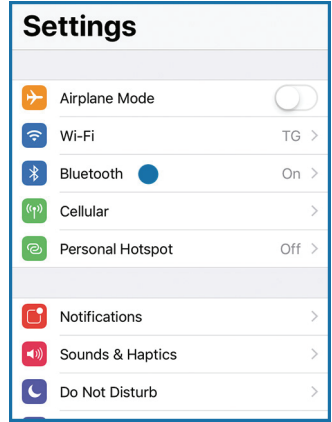 Settings
Airplane Mode
Wi-Fi TG
Bluetooth On
Cellular
Personal Hotspot Off
Notifications
Sounds & Haptics
Do Not Disturb